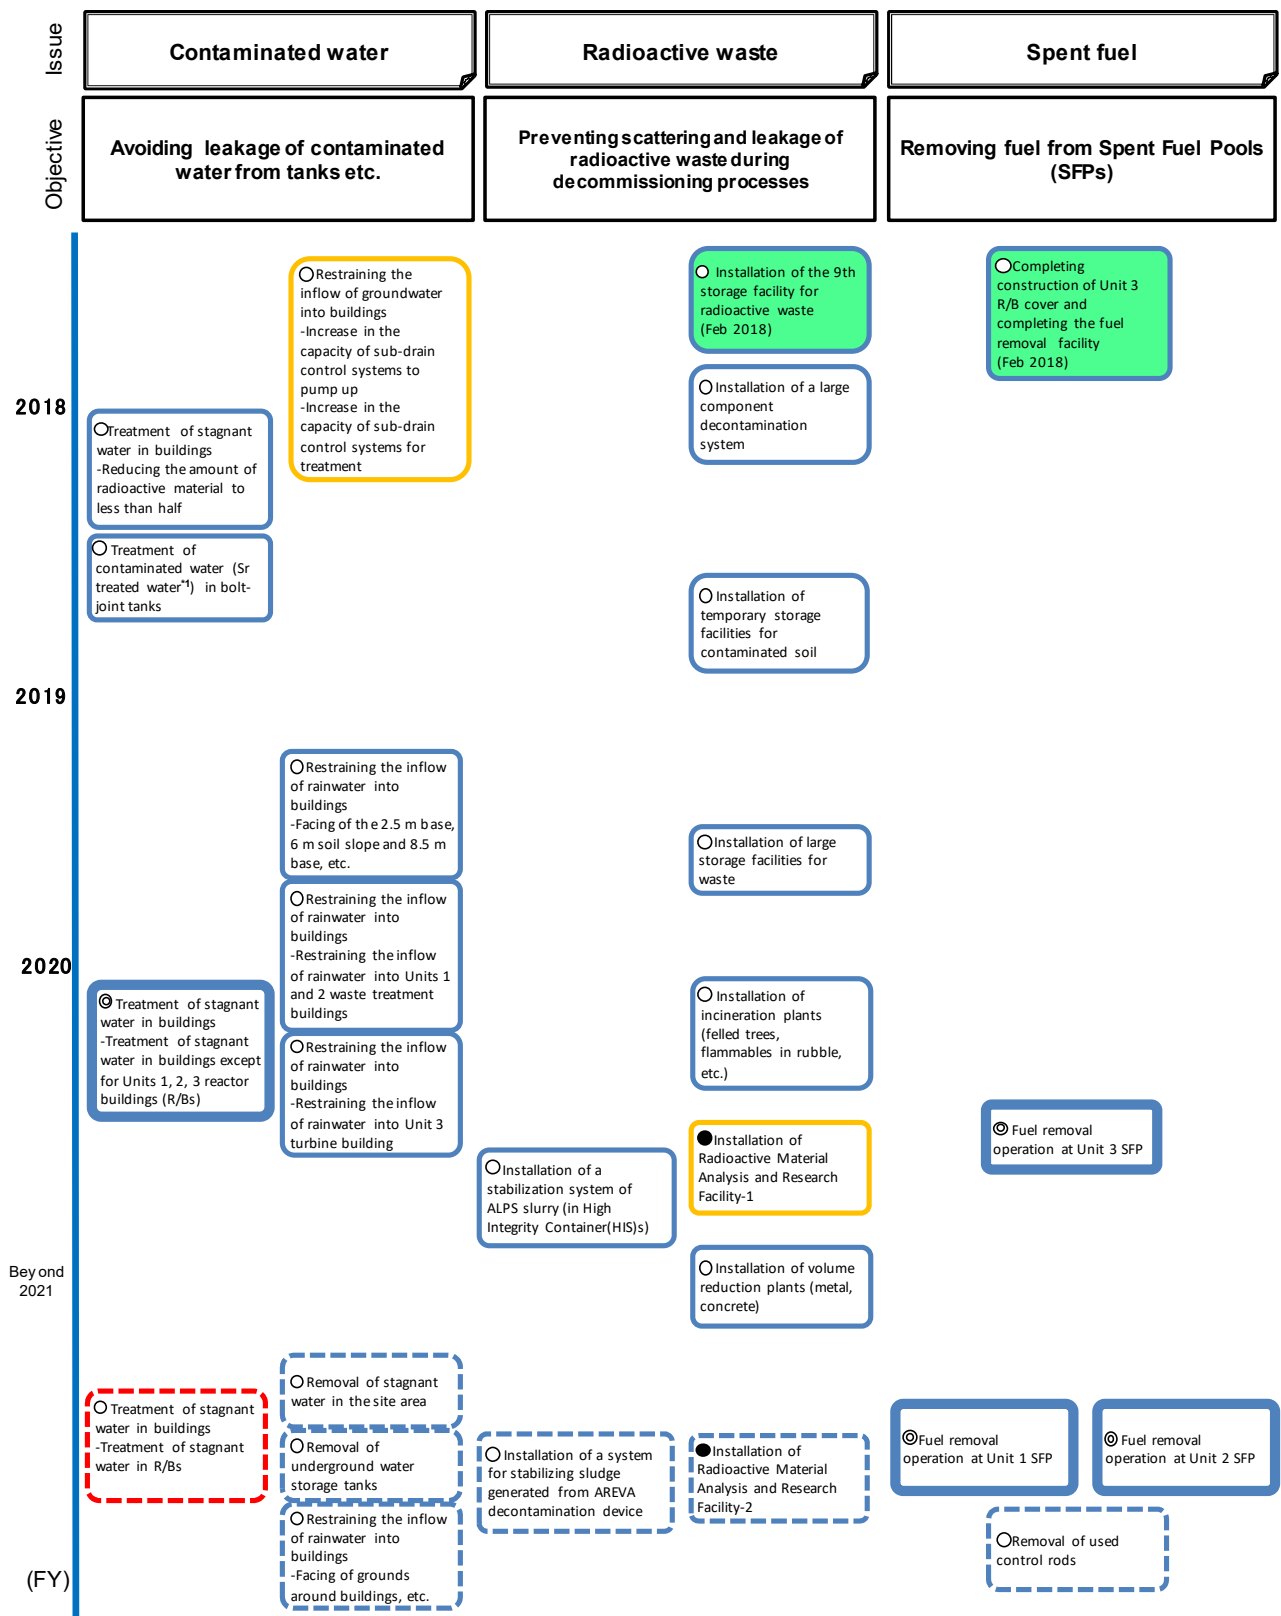 Issue
Contaminated water
Radioactive waste
Spent fuel
Objective
Avoiding leakage of contaminated
water from tanks etc.
Preventing scattering and leakage of
radioactive waste during
decommissioning processes
Removing fuel from Spent Fuel Pools
(SFPs)
2018
2019
2020
Beyond
2021
(FY)
○Treatment of stagnant
water in buildings
-Reducing the amount of
radioactive material to
less than half
○ Treatment of
contaminated water (Sr
treated water*1) in bolt-
joint tanks
◎ Treatment of stagnant
water in buildings
-Treatment of stagnant
water in buildings except
for Units 1, 2, 3 reactor
buildings (R/Bs)
○ Treatment of stagnant
water in buildings
-Treatment of stagnant
water in R/Bs
○Restraining the
inflow of groundwater
into buildings
-Increase in the
capacity of sub-drain
control systems to
pump up
-Increase in the
capacity of sub-drain
control systems for
treatment
○Restraining the inflow
of rainwater into
buildings
-Facing of the 2.5 m base,
6 m soil slope and 8.5 m
base, etc.
○Restraining the inflow
of rainwater into
buildings
-Restraining the inflow
of rainwater into Units 1
and 2 waste treatment
buildings
○Restraining the inflow
of rainwater into
buildings
-Restraining the inflow
of rainwater into Unit 3
turbine building
○ Removal of stagnant
water in the site area
○ Removal of
underground water
storage tanks
○ Restraining the inflow
of rainwater into
buildings
-Facing of grounds
around buildings, etc.
○Installation of a
stabilization system of
ALPS slurry (in High
Integrity Container(HIS)s)
○ Installation of a system
for stabilizing sludge
generated from AREVA
decontamination device
○ Installation of the 9th
storage facility for
radioactive waste
(Feb 2018)
○ Installation of a large
component
decontamination
system
○ Installation of
temporary storage
facilities for
contaminated soil
○Installation of large
storage facilities for
waste
○ Installation of
incineration plants
(felled trees,
flammables in rubble,
etc.)
●Installation of
Radioactive Material
Analysis and Research
Facility-1
○ Installation of volume
reduction plants (metal,
concrete)
●Installation of
Radioactive Material
Analysis and Research
Facility-2
○Completing
construction of Unit 3
R/B cover and
completing the fuel
removal facility
(Feb 2018)
◎ Fuel removal
operation at Unit 3 SFP
◎Fuel removal
operation at Unit 1 SFP
◎ Fuel removal
operation at Unit 2 SFP
○Removal of used
control rods